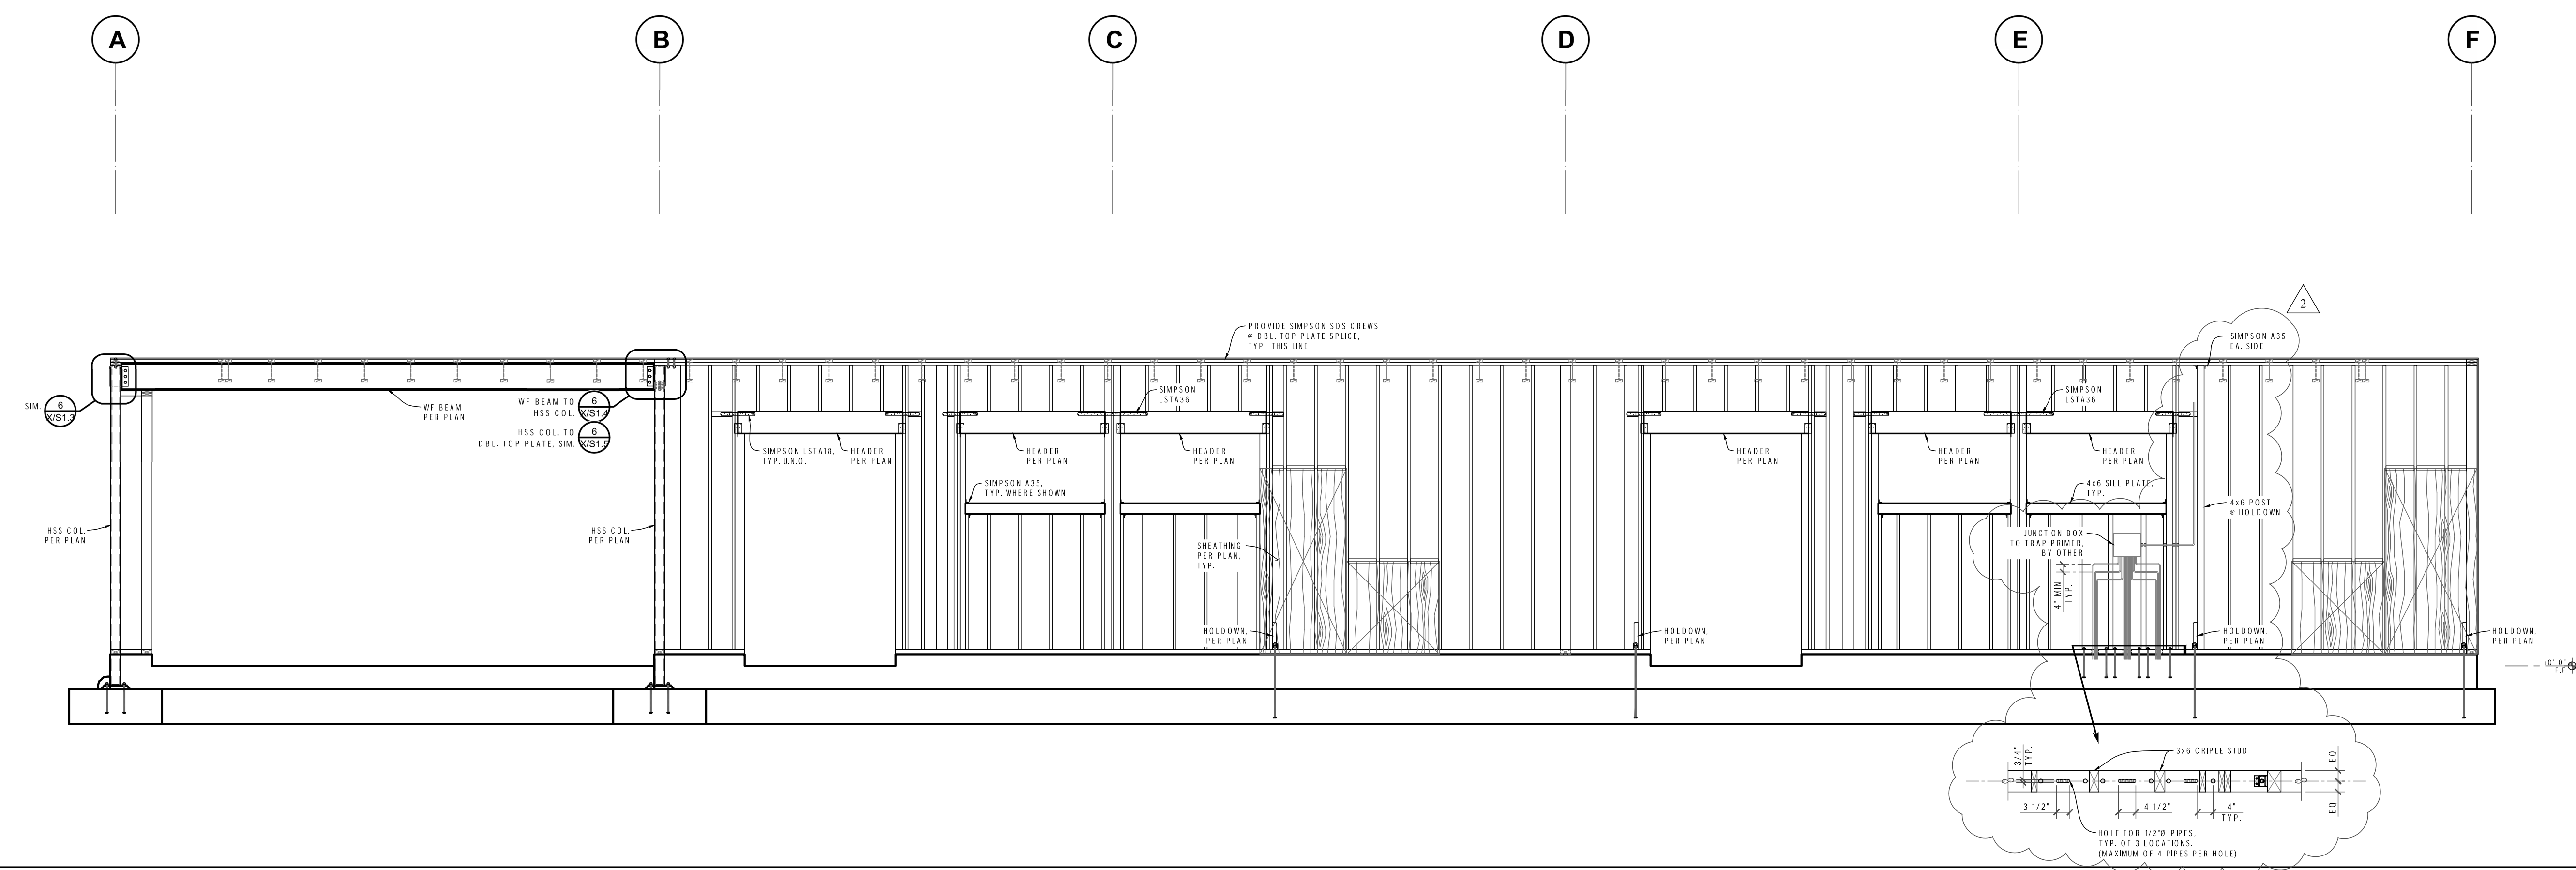 A
B
C
D
E
F
2
PROVIDE SIMPSON SDS CREWS
@ DBL. TOP PLATE SPLICE,
TYP. THIS LINE
SIMPSON A35
EA. SIDE
SIM.
6
X/S1.3
WF BEAM
PER PLAN
WF BEAM TO
HSS COL.
6
X/S1.4
HSS COL. TO
DBL. TOP PLATE, SIM.
6
X/S1.5
SIMPSON
LSTA36
SIMPSON
LSTA36
SIMPSON LSTA18,
TYP. U.N.O.
HEADER
PER PLAN
HEADER
PER PLAN
HEADER
PER PLAN
HEADER
PER PLAN
HEADER
PER PLAN
HEADER
PER PLAN
SIMPSON A35,
TYP. WHERE SHOWN
4x6 SILL PLATE,
TYP.
4x6 POST
@ HOLDOWN
HSS COL.
PER PLAN
HSS COL.
PER PLAN
SHEATHING
PER PLAN,
TYP.
JUNCTION BOX
TO TRAP PRIMER,
BY OTHER
4" MIN.
TYP.
HOLDOWN,
PER PLAN
HOLDOWN,
PER PLAN
HOLDOWN,
PER PLAN
HOLDOWN,
PER PLAN
±0'-0"
F.F
3/4"
TYP.
3x6 CRIPLE STUD
EQ.
EQ.
3 1/2"
4 1/2"
4"
TYP.
HOLE FOR 1/2"Ø PIPES,
TYP. OF 3 LOCATIONS.
(MAXIMUM OF 4 PIPES PER HOLE)